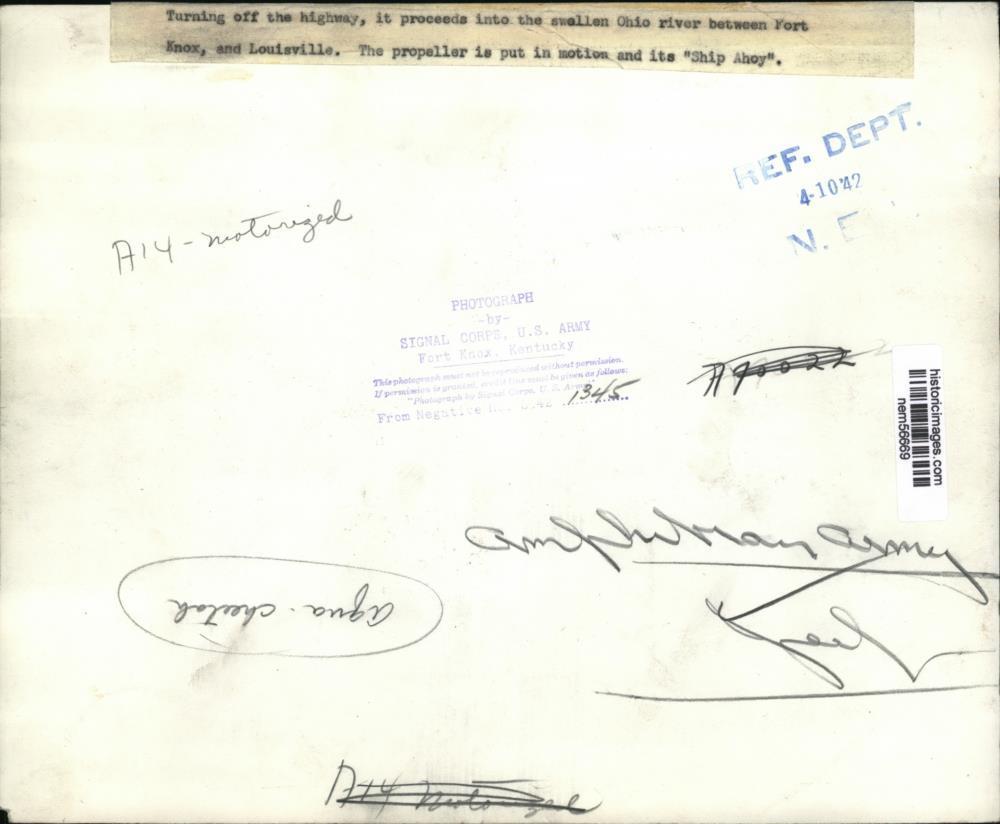 Turning off the highway, it proceeds into the swollen Ohio river between Fort
Knox, and Louisville. The propeller is put in motion and its "Ship Ahoy".
REF. DEPT.
4-10 42
N. E
A14 - motorized
PHOTOGRAPH
-by-
SIGNAL CORPS, U.S. ARMY
Fort Knox, Kentucky
This photograph must not be reproduced without permission.
If permission is granted, credit line must be given as follows:
"Photograph by Signal Corps, U. S. Army"
From Negative No. 42 1345
historicimages.com
nem56669
Army
aqua-cheetah
A14